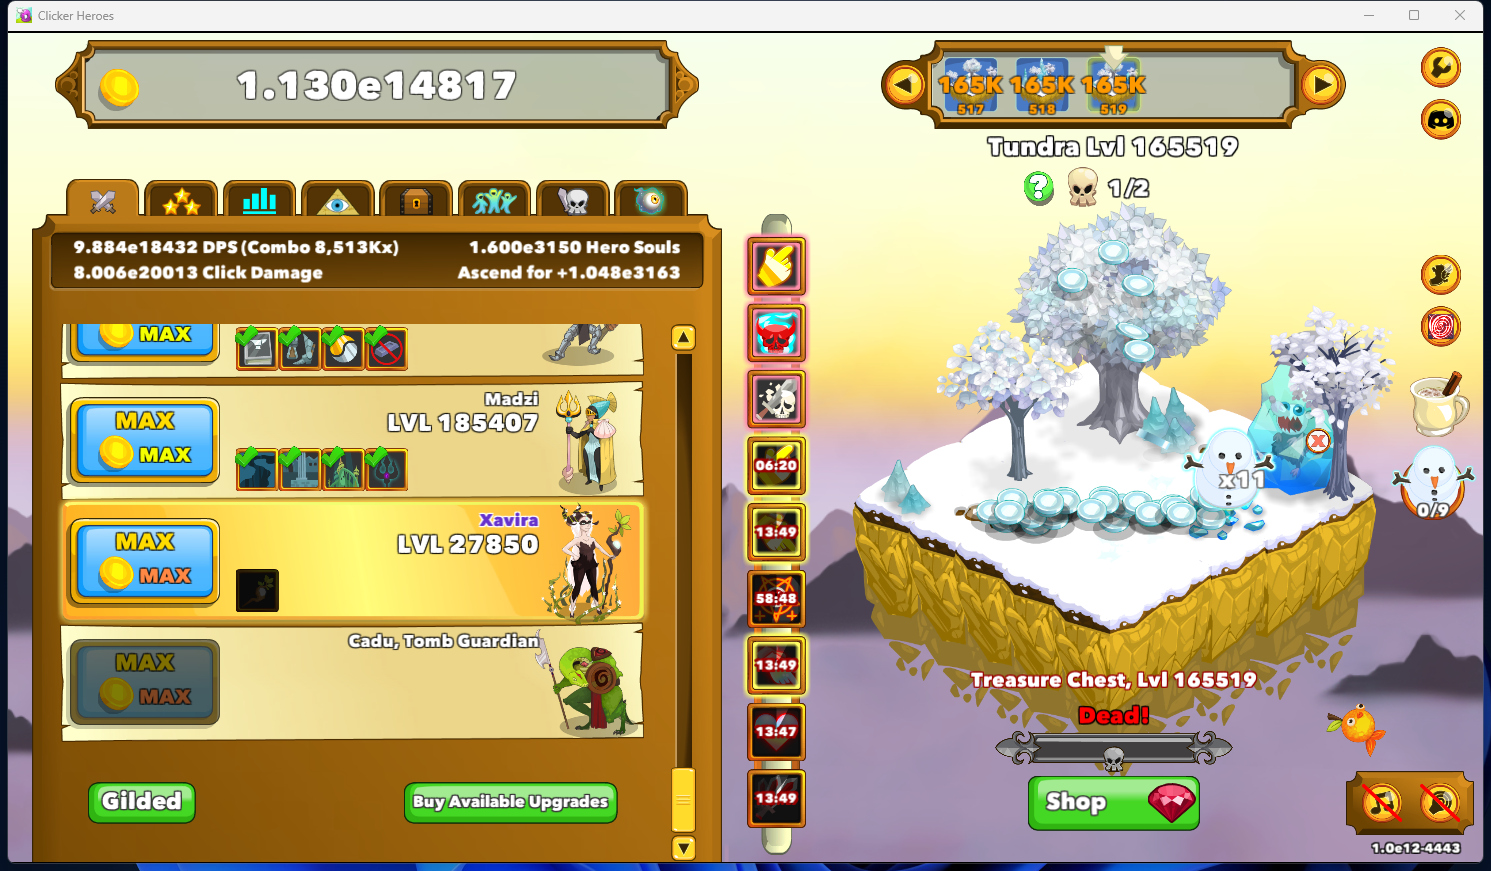 Clicker Heroes
1.130e14817
165K
165K
165K
517
518
519
Tundra Lvl 165519
1/2
9.884e18432 DPS (Combo 8,513Kx)
1.600e3150 Hero Souls
8.006e20013 Click Damage
Ascend for +1.048e3163
MAX
Madzi
LVL 185407
MAX
MAX
Xavira
LVL 27850
MAX
MAX
Cadu, Tomb Guardian
MAX
MAX
Gilded
Buy Available Upgrades
06:20
13:49
58:48
13:49
13:47
13:49
x11
0/9
Treasure Chest, Lvl 165519
Dead!
Shop
1.0e12-4443